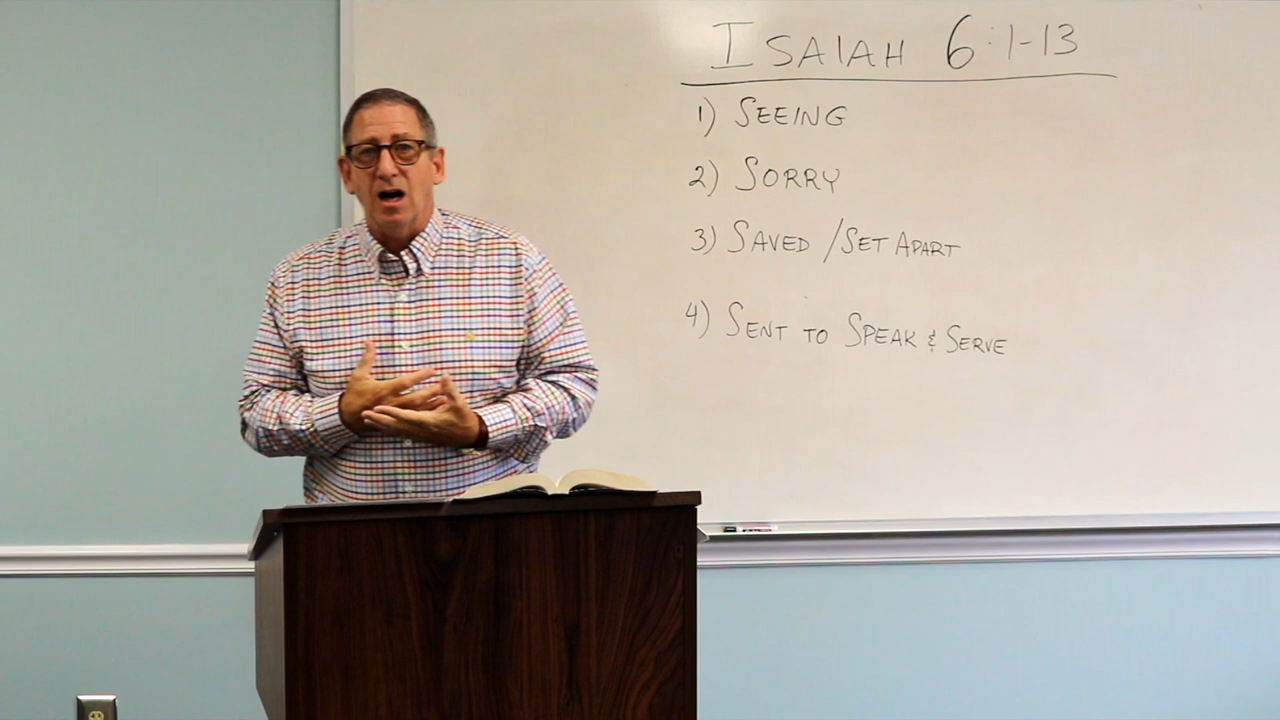 ISAIAH 6:1-13
1) SEEING
2) SORRY
3) SAVED /SET APART
4) SENT TO SPEAK & SERVE